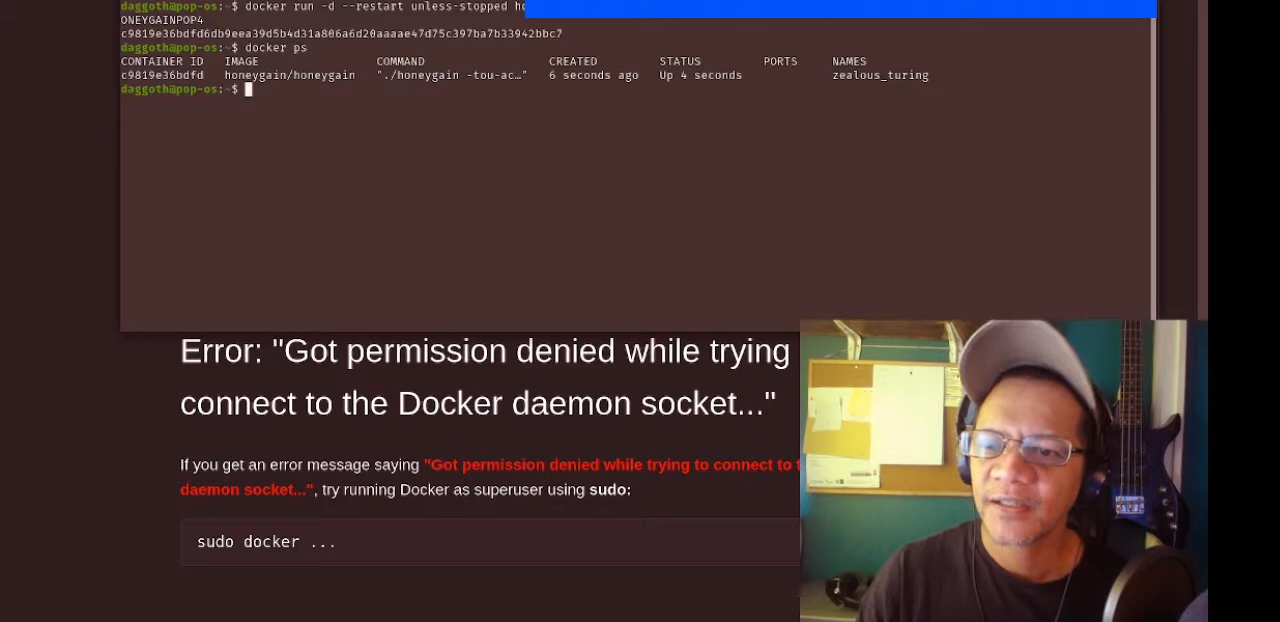 daggoth@pop-os:~$ docker run -d --restart unless-stopped ho
ONEYGAINPOP4
c9819e36bdfd6db9eea39d5b4d31a806a6d20aaaae47d75c397ba7b33942bbc7
daggoth@pop-os:~$ docker ps
CONTAINER ID   IMAGE                 COMMAND                  CREATED         STATUS         PORTS     NAMES
c9819e36bdfd   honeygain/honeygain   "./honeygain -tou-ac…"   6 seconds ago   Up 4 seconds             zealous_turing
daggoth@pop-os:~$
Error: "Got permission denied while trying
connect to the Docker daemon socket..."
If you get an error message saying "Got permission denied while trying to connect to t
daemon socket...", try running Docker as superuser using sudo:
sudo docker ...